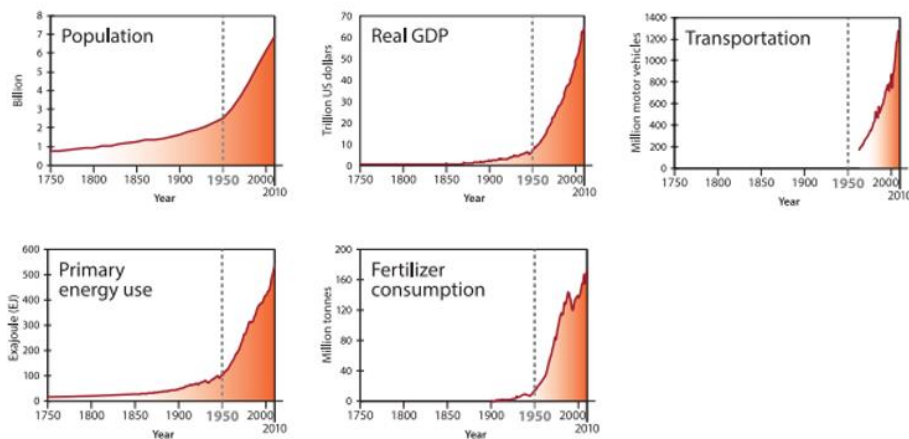 Population
Billion
8
7
6
5
4
3
2
1
0
1750 1800 1850 1900 1950 2000 2010
Year
Real GDP
Trillion US dollars
70
60
50
40
30
20
10
0
1750 1800 1850 1900 1950 2000 2010
Year
Transportation
Million motor vehicles
1400
1200
1000
800
600
400
200
0
1750 1800 1850 1900 1950 2000 2010
Year
Primary
energy use
Exajoule (EJ)
600
500
400
300
200
100
0
1750 1800 1850 1900 1950 2000 2010
Year
Fertilizer
consumption
Million tonnes
200
160
120
80
40
0
1750 1800 1850 1900 1950 2000 2010
Year